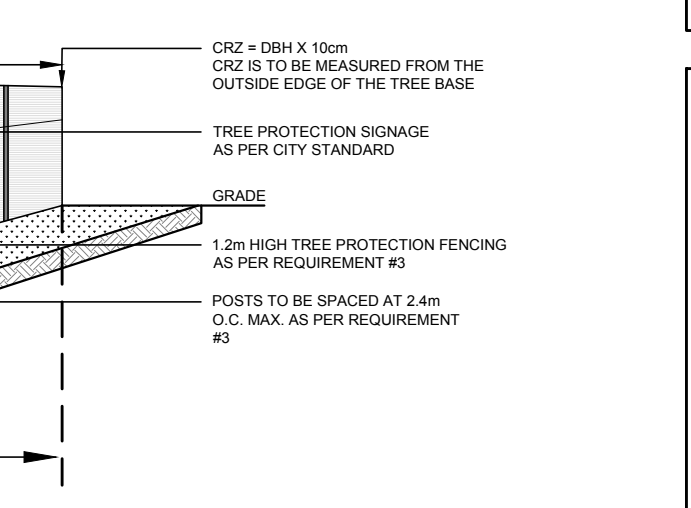 CRZ = DBH X 10cm
CRZ IS TO BE MEASURED FROM THE
OUTSIDE EDGE OF THE TREE BASE
TREE PROTECTION SIGNAGE
AS PER CITY STANDARD
GRADE
1.2m HIGH TREE PROTECTION FENCING
AS PER REQUIREMENT #3
POSTS TO BE SPACED AT 2.4m
O.C. MAX. AS PER REQUIREMENT
#3